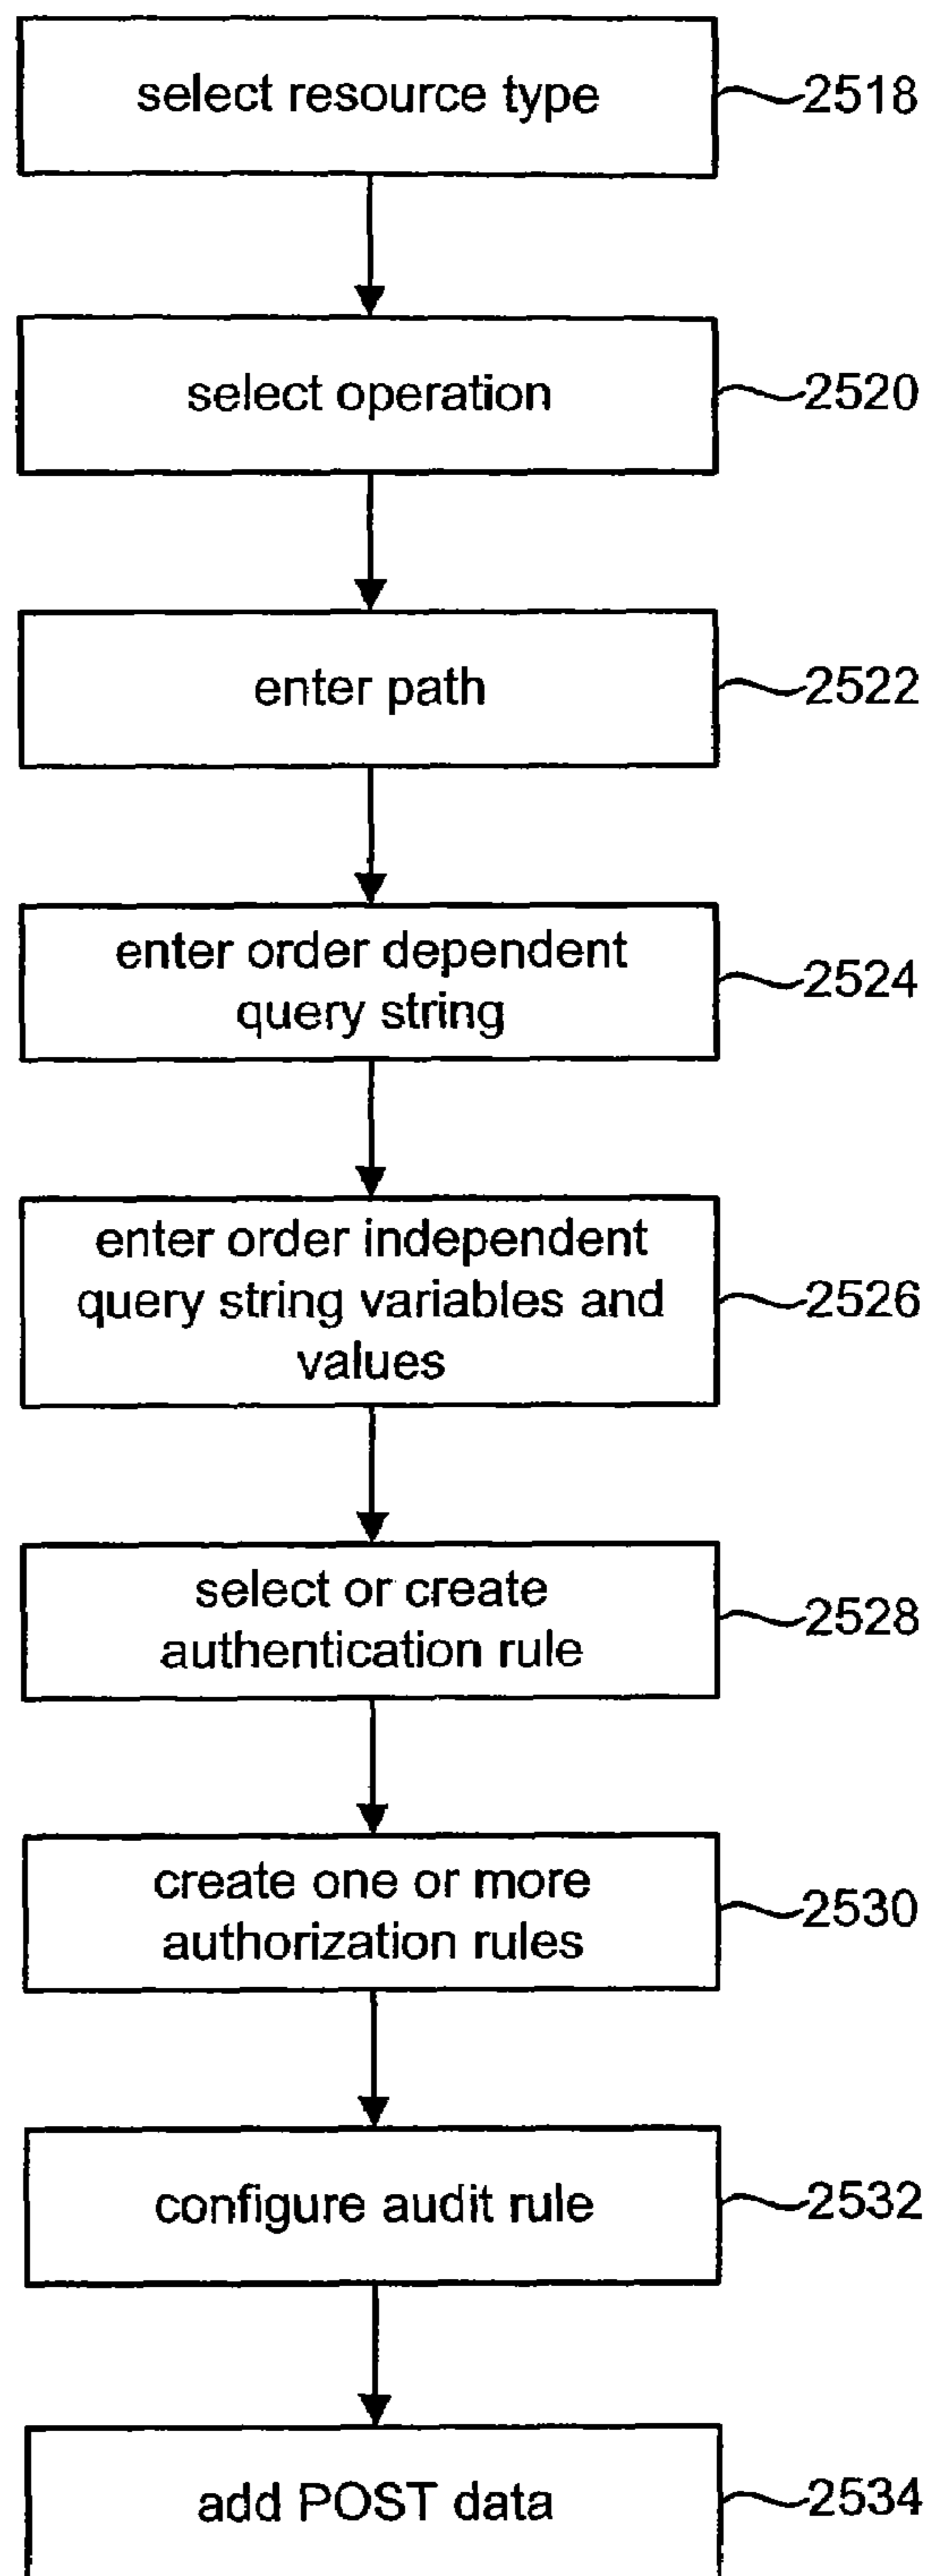 select resource type
2518
select operation
2520
enter path
2522
enter order dependent
query string
2524
enter order independent
query string variables and
values
2526
select or create
authentication rule
2528
create one or more
authorization rules
2530
configure audit rule
2532
add POST data
2534